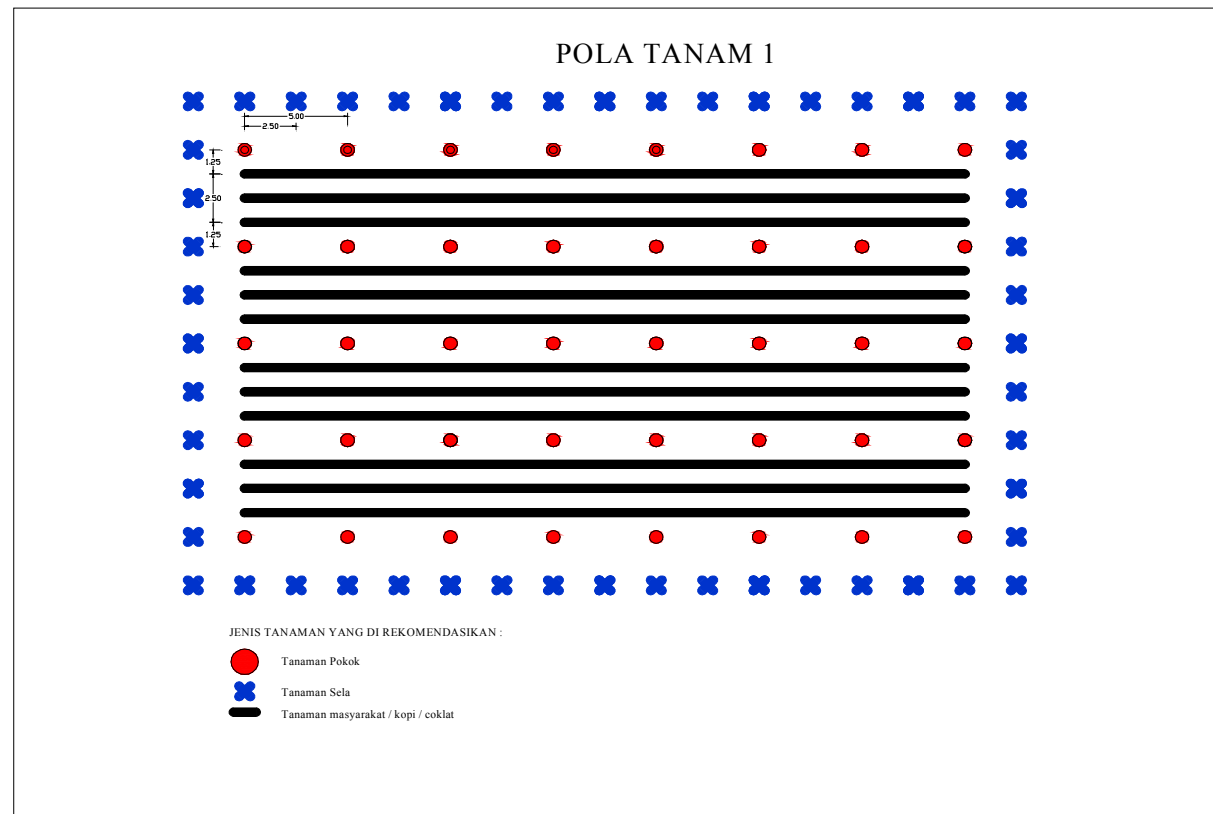 POLA TANAM 1
5.00
2.50
1.25
2.50
1.25
JENIS TANAMAN YANG DI REKOMENDASIKAN :
Tanaman Pokok
Tanaman Sela
Tanaman masyarakat / kopi / coklat